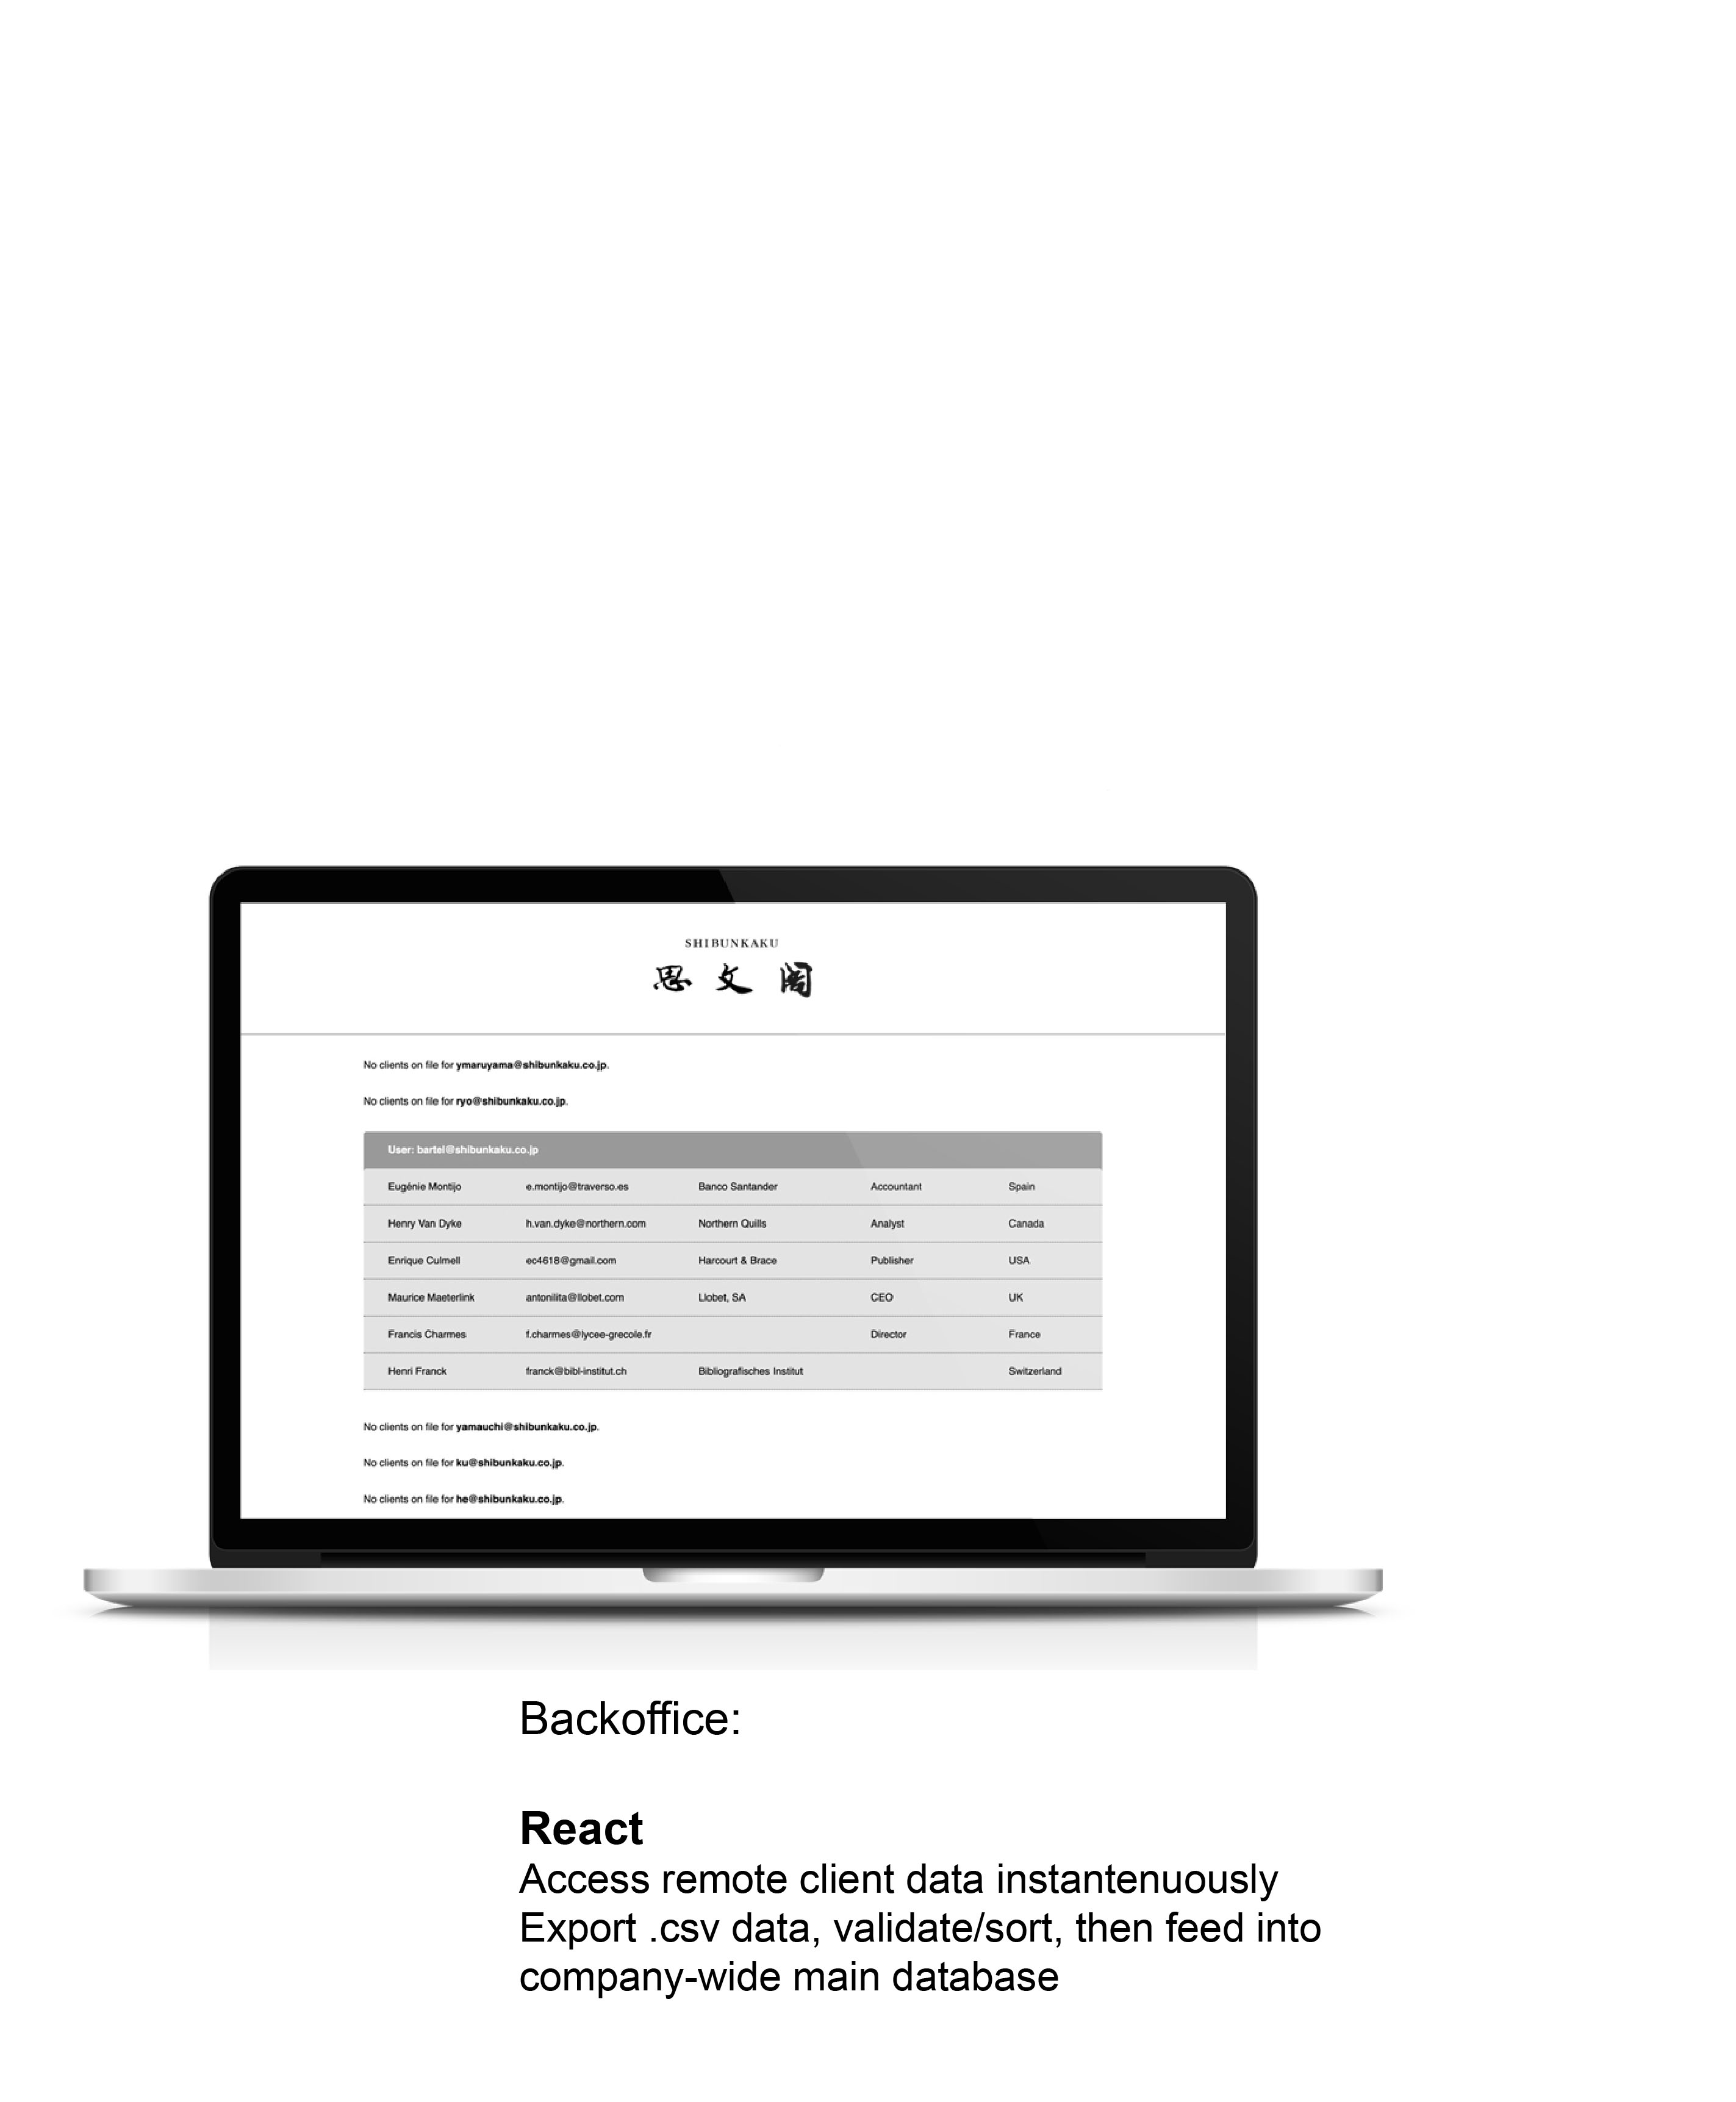 SHIBUNKAKU
思文閣
No clients on file for ymaruyama@shibunkaku.co.jp.
No clients on file for ryo@shibunkaku.co.jp.
User: bartel@shibunkaku.co.jp
Eugénie Montijo e.montijo@traverso.es Banco Santander Accountant Spain
Henry Van Dyke h.van.dyke@northern.com Northern Quills Analyst Canada
Enrique Culmell ec4618@gmail.com Harcourt & Brace Publisher USA
Maurice Maeterlink antonilita@llobet.com Llobet, SA CEO UK
Francis Charmes f.charmes@lycee-grecole.fr Director France
Henri Franck franck@bibl-institut.ch Bibliografisches Institut Switzerland
No clients on file for yamauchi@shibunkaku.co.jp.
No clients on file for ku@shibunkaku.co.jp.
No clients on file for he@shibunkaku.co.jp.
Backoffice:
React
Access remote client data instantenuously
Export .csv data, validate/sort, then feed into
company-wide main database